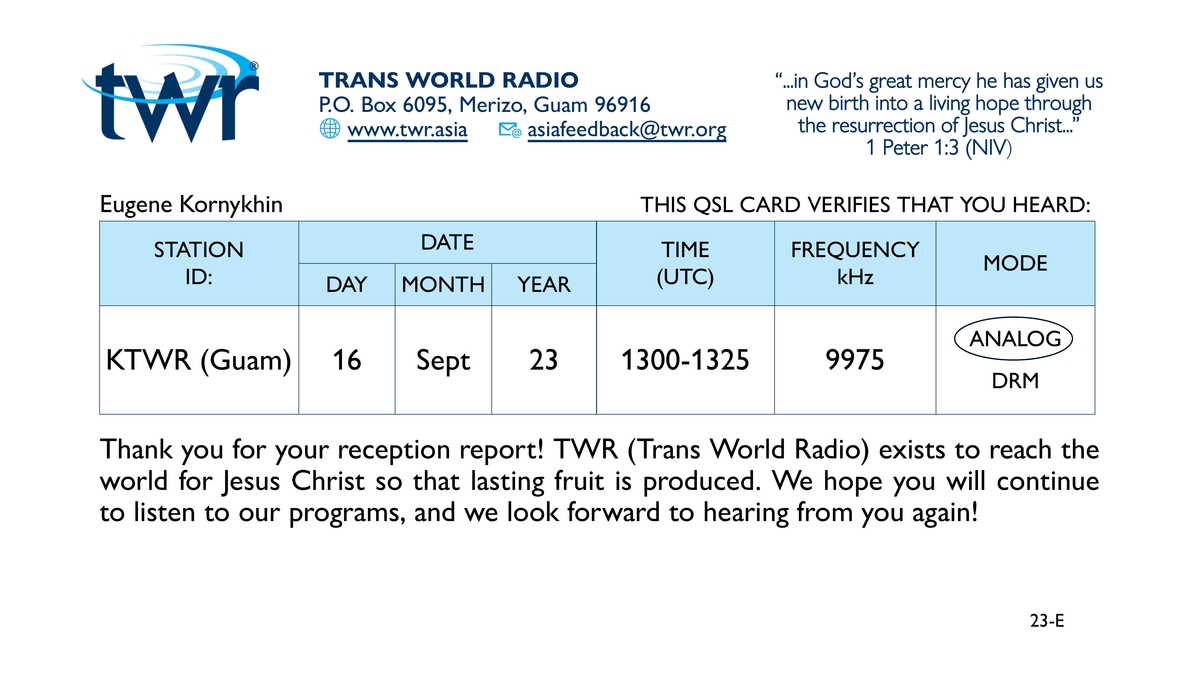 twr®
TRANS WORLD RADIO
P.O. Box 6095, Merizo, Guam 96916
www.twr.asia asiafeedback@twr.org
“...in God’s great mercy he has given us
new birth into a living hope through
the resurrection of Jesus Christ...”
1 Peter 1:3 (NIV)
Eugene Kornykhin
THIS QSL CARD VERIFIES THAT YOU HEARD:
STATION
ID:
DATE
DAY MONTH YEAR
TIME
(UTC)
FREQUENCY
kHz
MODE
KTWR (Guam) 16 Sept 23 1300-1325 9975
ANALOG
DRM
Thank you for your reception report! TWR (Trans World Radio) exists to reach the
world for Jesus Christ so that lasting fruit is produced. We hope you will continue
to listen to our programs, and we look forward to hearing from you again!
23-E